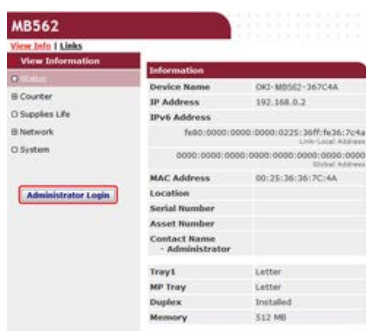 MB562
View Info | Links
View Information
Status
Counter
Supplies Life
Network
System
Administrator Login
Information
Device Name OKI-MB562-367C4A
IP Address 192.168.0.2
IPv6 Address
fe80:0000:0000:0000:0225:36ff:fe36:7c4a
Link-Local Address
0000:0000:0000:0000:0000:0000:0000:0000
Global Address
MAC Address 00:25:36:36:7C:4A
Location
Serial Number
Asset Number
Contact Name
- Administrator
Tray1 Letter
MP Tray Letter
Duplex Installed
Memory 512 MB